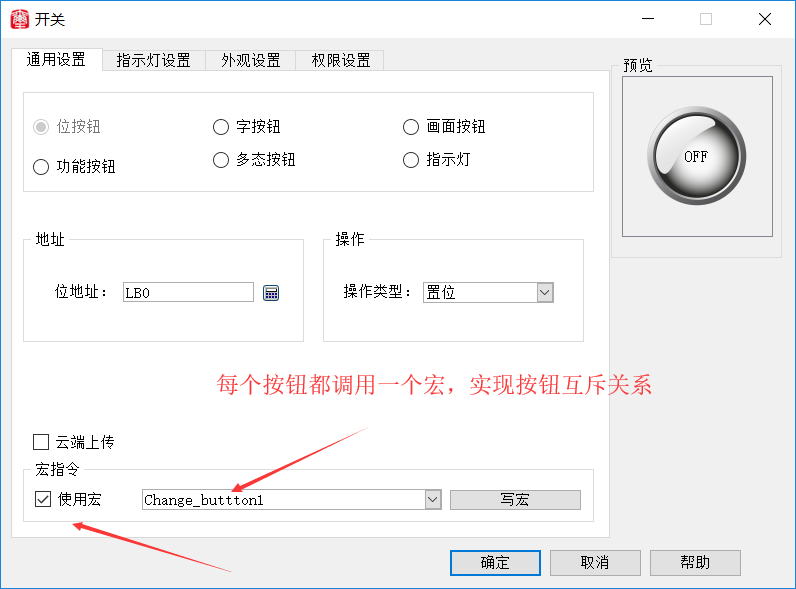 开关
通用设置 指示灯设置 外观设置 权限设置
预览
位按钮 字按钮 画面按钮
功能按钮 多态按钮 指示灯
OFF
地址 操作
位地址： LB0 操作类型： 置位
每个按钮都调用一个宏，实现按钮互斥关系
云端上传
宏指令
使用宏 Change_buttton1 写宏
确定 取消 帮助